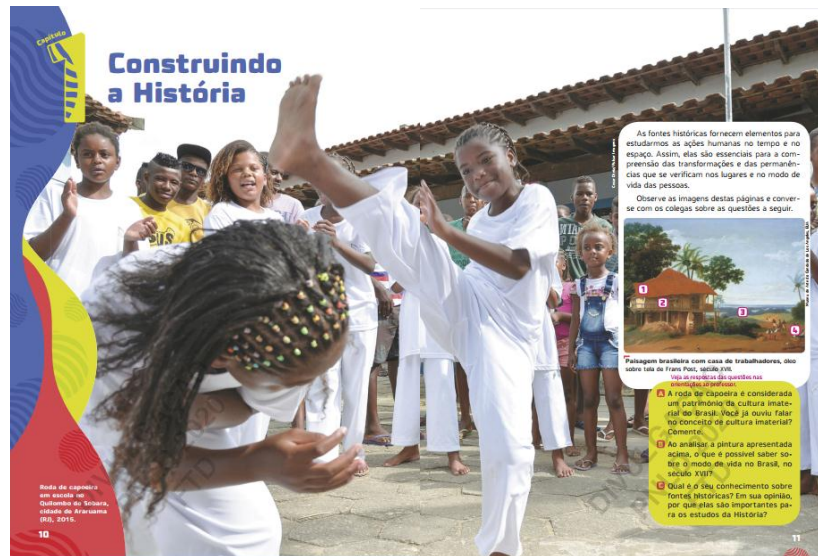 Capítulo
1
Construindo
a História
As fontes históricas fornecem elementos para
estudarmos as ações humanas no tempo e no
espaço. Assim, elas são essenciais para a com-
preensão das transformações e das permanên-
cias que se verificam nos lugares e no modo de
vida das pessoas.
Observe as imagens destas páginas e conver-
se com os colegas sobre as questões a seguir.
1
2
3
4
Paisagem brasileira com casa de trabalhadores, óleo
sobre tela de Frans Post, século XVII.
Veja as respostas das questões nas
orientações ao professor.
A A roda de capoeira é considerada
um patrimônio da cultura imate-
rial do Brasil. Você já ouviu falar
no conceito de cultura imaterial?
Comente.
B Ao analisar a pintura apresentada
acima, o que é possível saber so-
bre o modo de vida no Brasil, no
século XVII?
C Qual é o seu conhecimento sobre
fontes históricas? Em sua opinião,
por que elas são importantes pa-
ra os estudos da História?
Roda de capoeira
em escola no
Quilombo de Sobara,
cidade de Araruama
(RJ), 2015.
10
11